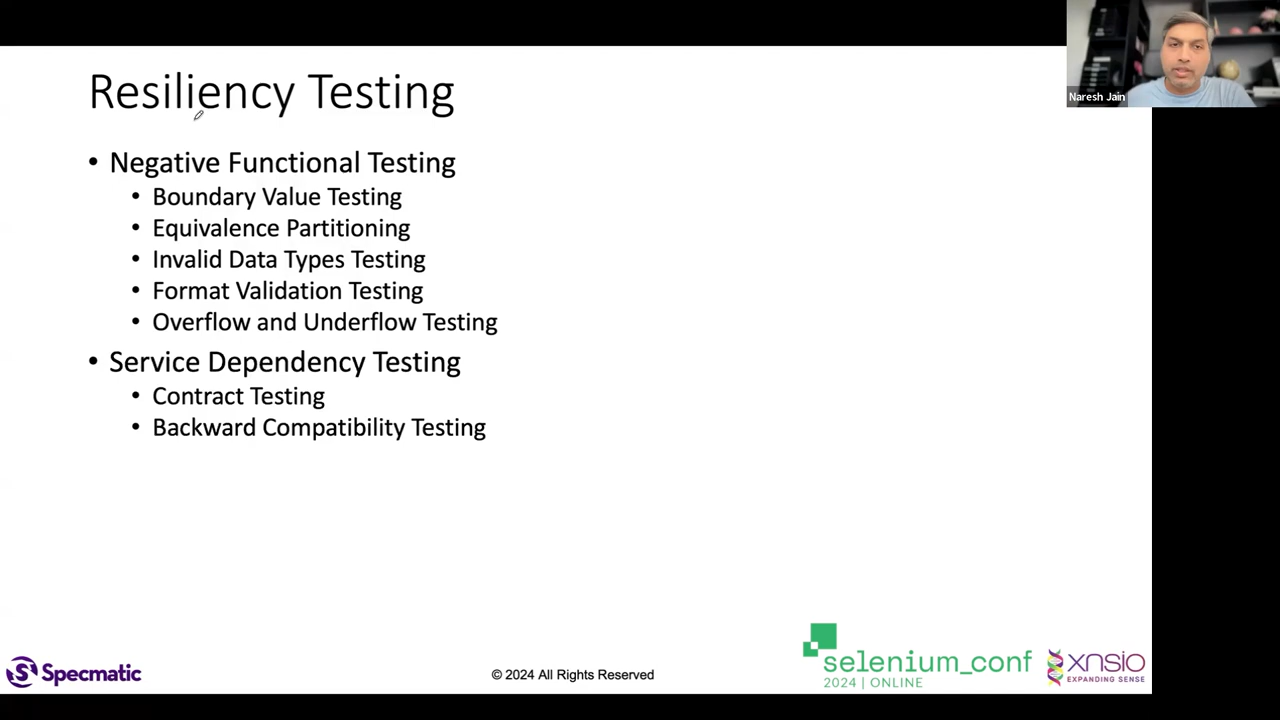 Resiliency Testing
Naresh Jain
• Negative Functional Testing
• Boundary Value Testing
• Equivalence Partitioning
• Invalid Data Types Testing
• Format Validation Testing
• Overflow and Underflow Testing
• Service Dependency Testing
• Contract Testing
• Backward Compatibility Testing
S Specmatic
© 2024 All Rights Reserved
selenium_conf
2024 | ONLINE
xnsio
EXPANDING SENSE